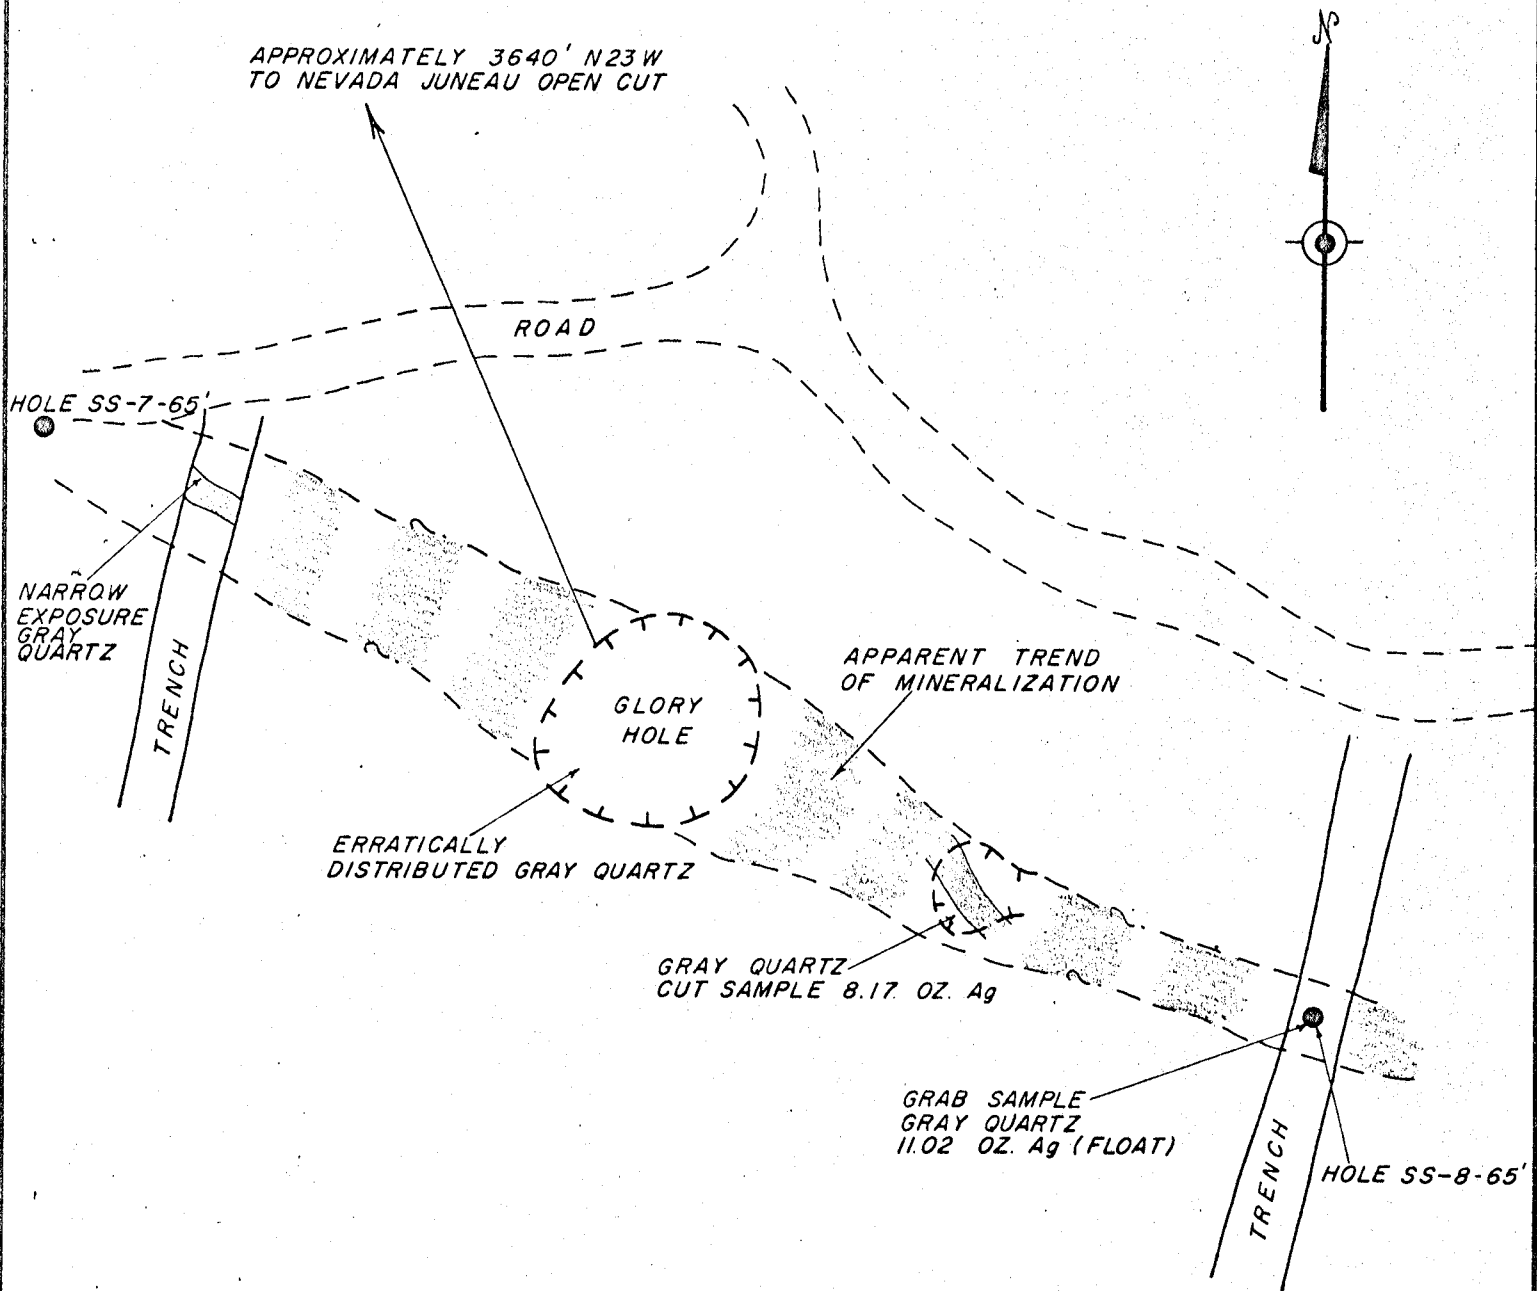 N
APPROXIMATELY 3640' N23W
TO NEVADA JUNEAU OPEN CUT
ROAD
HOLE SS-7-65'
NARROW
EXPOSURE
GRAY
QUARTZ
TRENCH
GLORY
HOLE
APPARENT TREND
OF MINERALIZATION
ERRATICALLY
DISTRIBUTED GRAY QUARTZ
GRAY QUARTZ
CUT SAMPLE 8.17 OZ. Ag
GRAB SAMPLE
GRAY QUARTZ
11.02 OZ. Ag (FLOAT)
HOLE SS-8-65'
TRENCH